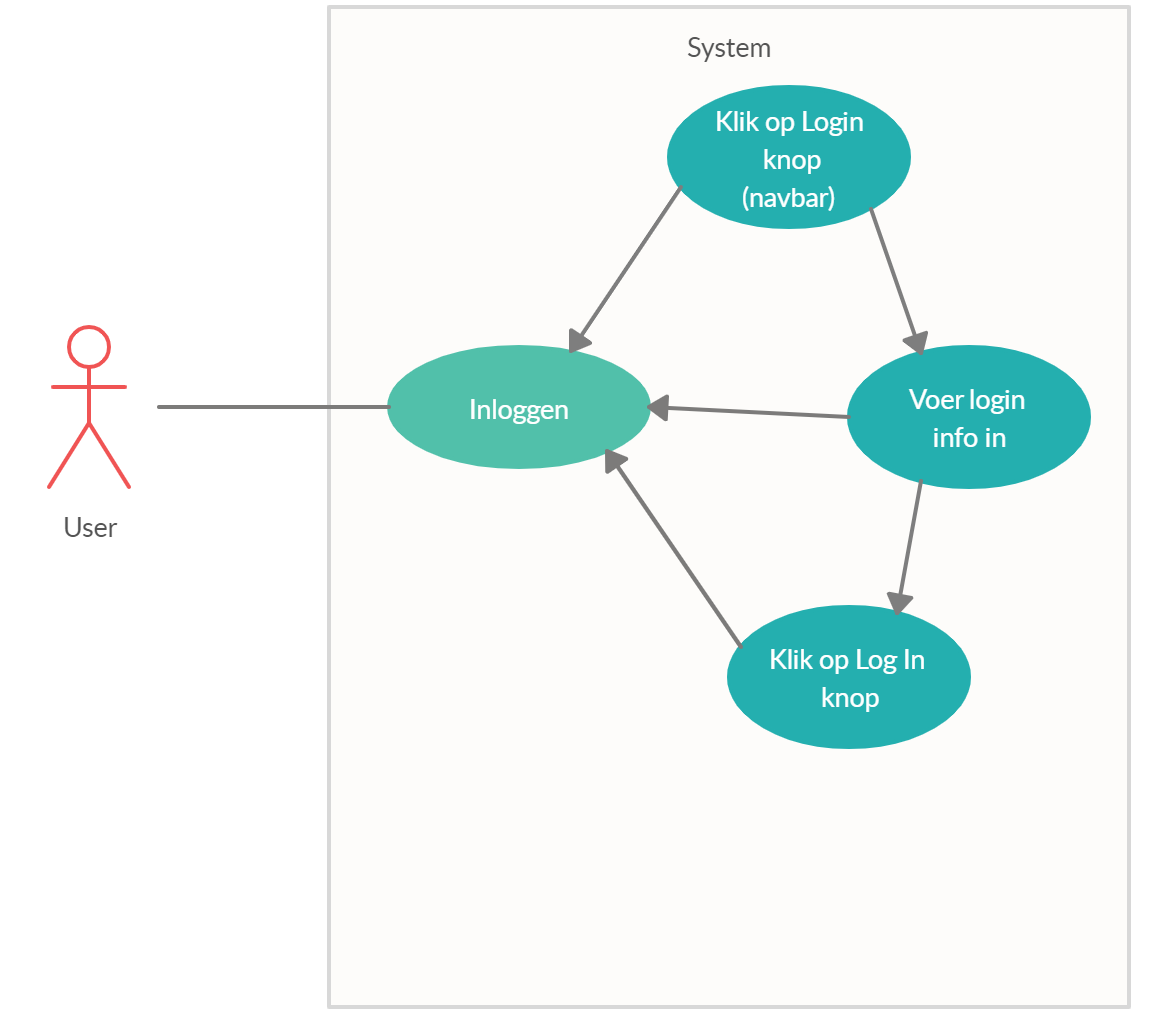 System
Klik op Login
knop
(navbar)
Inloggen
Voer login
info in
User
Klik op Log In
knop